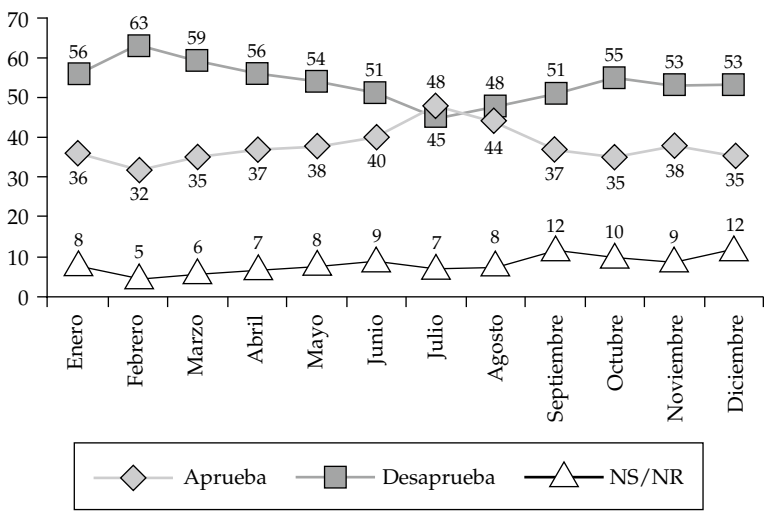 70
60
50
40
30
20
10
0
56 63 59 56 54 51 48 48 51 55 53 53
36 32 35 37 38 40 45 44 37 35 38 35
8 5 6 7 8 9 7 8 12 10 9 12
Enero
Febrero
Marzo
Abril
Mayo
Junio
Julio
Agosto
Septiembre
Octubre
Noviembre
Diciembre
Aprueba Desaprueba NS/NR